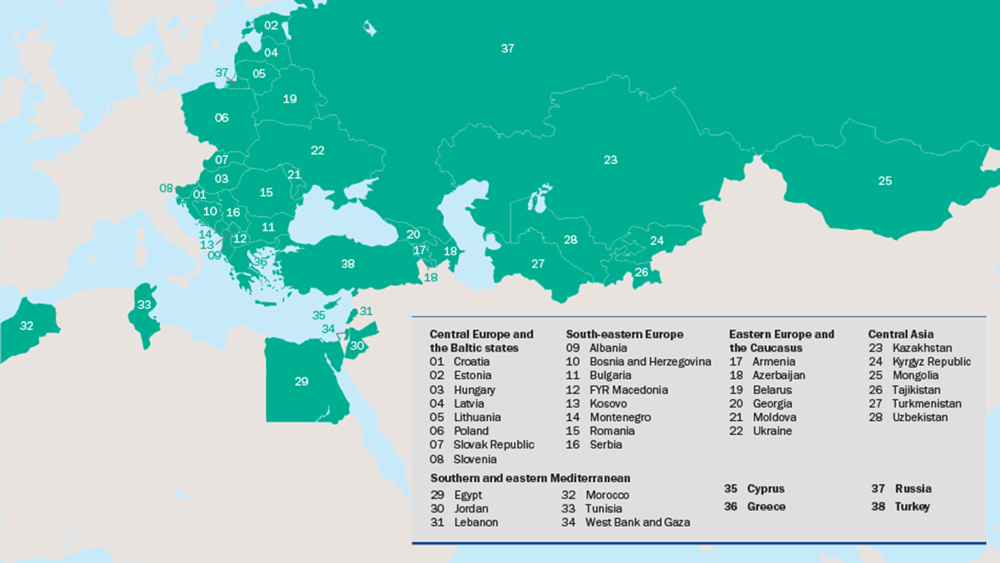 02
37
04
37
05
19
06
22
07
23
21
03
25
08
01
15
10
16
11
14
20
28
12
24
13
17
18
09
36
38
27
26
18
33
31
35
32
34
30
29
Central Europe and
the Baltic states
01 Croatia
02 Estonia
03 Hungary
04 Latvia
05 Lithuania
06 Poland
07 Slovak Republic
08 Slovenia
South-eastern Europe
09 Albania
10 Bosnia and Herzegovina
11 Bulgaria
12 FYR Macedonia
13 Kosovo
14 Montenegro
15 Romania
16 Serbia
Eastern Europe and
the Caucasus
17 Armenia
18 Azerbaijan
19 Belarus
20 Georgia
21 Moldova
22 Ukraine
Central Asia
23 Kazakhstan
24 Kyrgyz Republic
25 Mongolia
26 Tajikistan
27 Turkmenistan
28 Uzbekistan
Southern and eastern Mediterranean
29 Egypt
30 Jordan
31 Lebanon
32 Morocco
33 Tunisia
34 West Bank and Gaza
35 Cyprus
36 Greece
37 Russia
38 Turkey